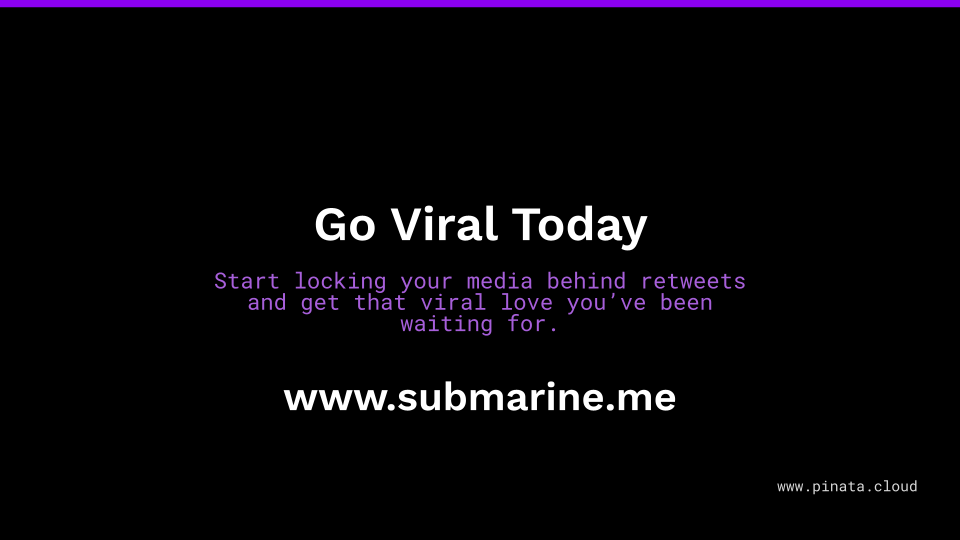 Go Viral Today
Start locking your media behind retweets
and get that viral love you’ve been
waiting for.
www.submarine.me
www.pinata.cloud